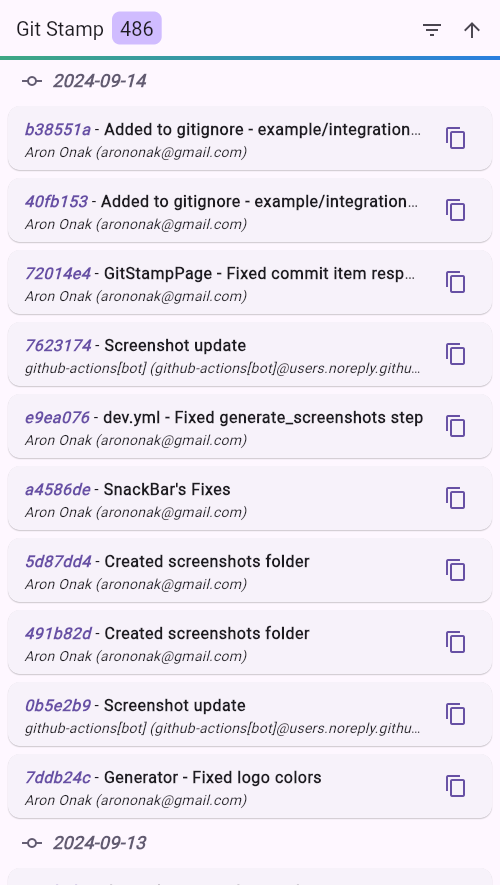 Git Stamp 486
2024-09-14
b38551a - Added to gitignore - example/integration…
Aron Onak (arononak@gmail.com)
40fb153 - Added to gitignore - example/integration…
Aron Onak (arononak@gmail.com)
72014e4 - GitStampPage - Fixed commit item resp…
Aron Onak (arononak@gmail.com)
7623174 - Screenshot update
github-actions[bot] (github-actions[bot]@users.noreply.githu…
e9ea076 - dev.yml - Fixed generate_screenshots step
Aron Onak (arononak@gmail.com)
a4586de - SnackBar's Fixes
Aron Onak (arononak@gmail.com)
5d87dd4 - Created screenshots folder
Aron Onak (arononak@gmail.com)
491b82d - Created screenshots folder
Aron Onak (arononak@gmail.com)
0b5e2b9 - Screenshot update
github-actions[bot] (github-actions[bot]@users.noreply.githu…
7ddb24c - Generator - Fixed logo colors
Aron Onak (arononak@gmail.com)
2024-09-13